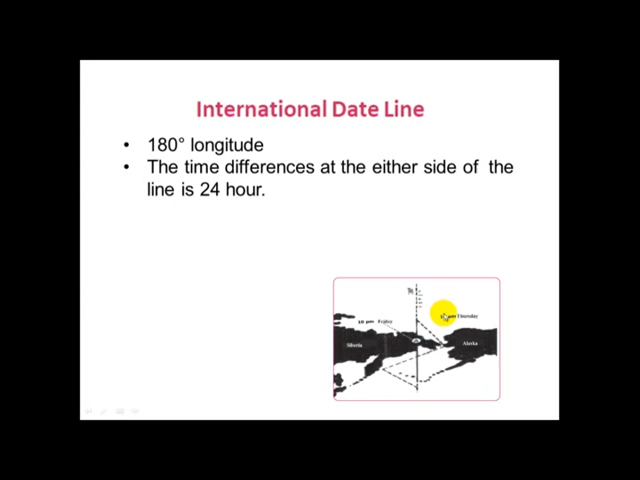 International Date Line
• 180° longitude
• The time differences at the either side of the
line is 24 hour.
10 pm Friday
pm Thursday
Siberia
Alaska